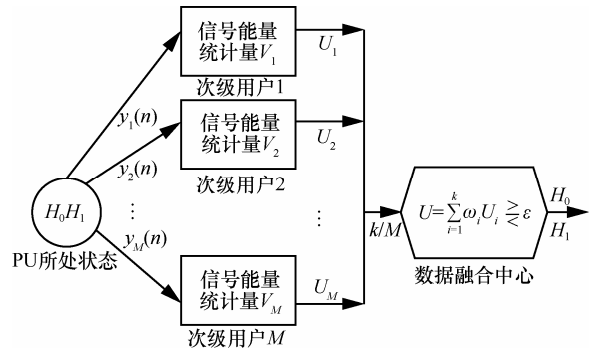 信号能量
统计量V₁
次级用户1
U₁
y₁(n)
信号能量
统计量V₂
次级用户2
U₂
y₂(n)
⋮
⋮
H₀H₁
PU所处状态
yM(n)
信号能量
统计量VM
次级用户M
UM
k/M
U=∑ᵢ₌₁ᵏ ωᵢUᵢ ≷ ε
数据融合中心
H₀
H₁